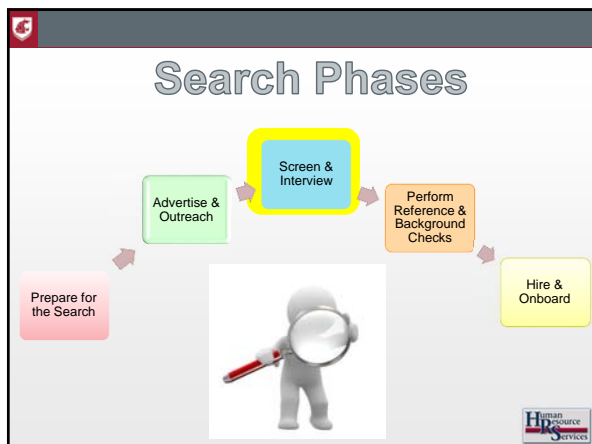 Search Phases
Prepare for
the Search
Advertise &
Outreach
Screen &
Interview
Perform
Reference &
Background
Checks
Hire &
Onboard
Human
Resource
Services